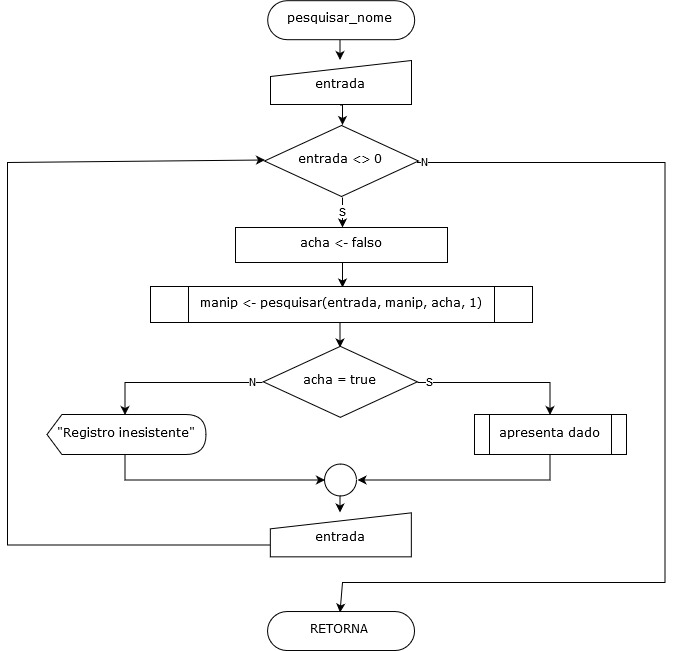 pesquisar_nome
entrada
entrada <> 0
N
S
acha <- falso
manip <- pesquisar(entrada, manip, acha, 1)
acha = true
N
S
"Registro inesistente"
apresenta dado
entrada
RETORNA